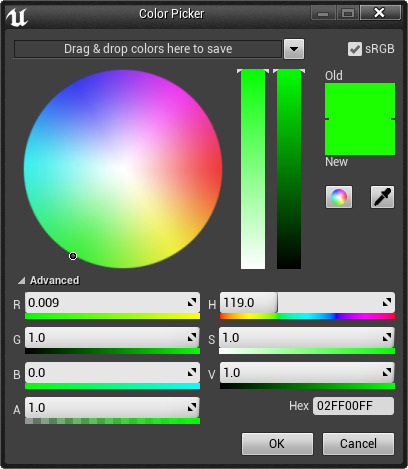 Color Picker
Drag & drop colors here to save
sRGB
Old
New
Advanced
R 0.009 H 119.0
G 1.0 S 1.0
B 0.0 V 1.0
A 1.0 Hex 02FF00FF
OK Cancel